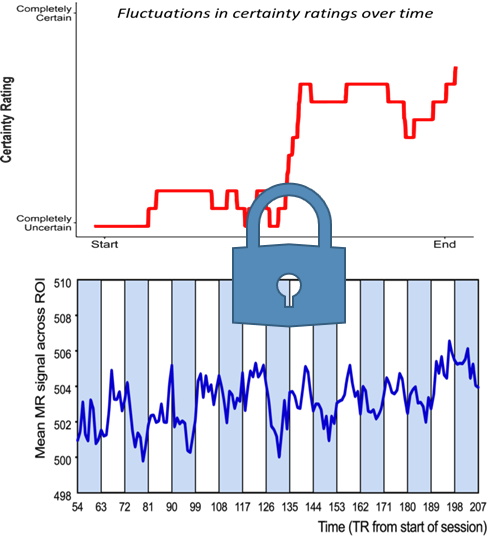 Fluctuations in certainty ratings over time
Completely
Certain
Certainty Rating
Completely
Uncertain
Start
End
Mean MR signal across ROI
510
508
506
504
502
500
498
54 63 72 81 90 99 108 117 126 135 144 153 162 171 180 189 198 207
Time (TR from start of session)